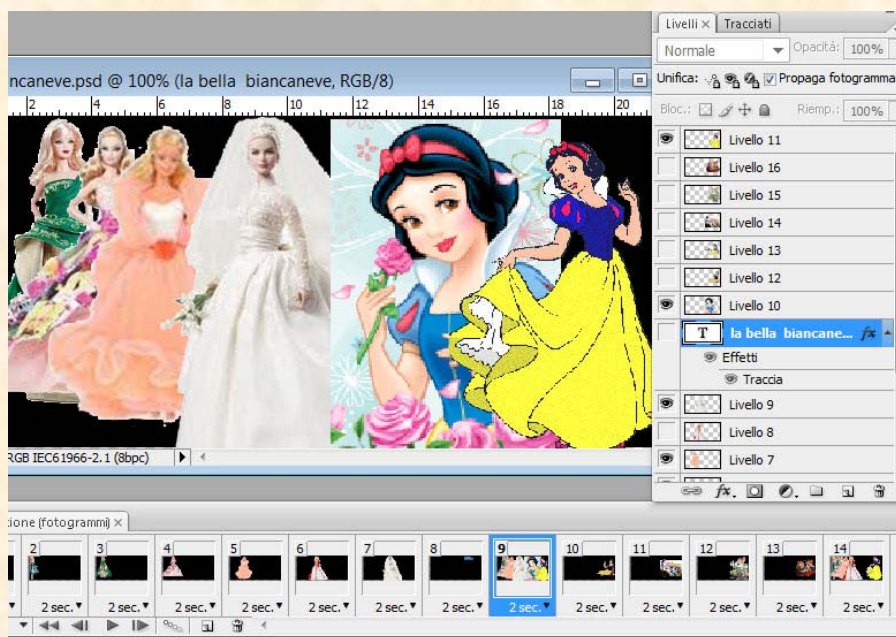 Livelli × Tracciati
Normale Opacità: 100%
Unifica: Propaga fotogramma
Bloc.: Riemp.: 100%
ncaneve.psd @ 100% (la bella biancaneve, RGB/8)
2 4 6 8 10 12 14 16 18 20
Livello 11
Livello 16
Livello 15
Livello 14
Livello 13
Livello 12
Livello 10
T la bella biancane... fx
Effetti
Traccia
Livello 9
Livello 8
Livello 7
fx.
RGB IEC61966-2.1 (8bpc)
zione (fotogrammi) ×
2 3 4 5 6 7 8 9 10 11 12 13 14
2 sec. 2 sec. 2 sec. 2 sec. 2 sec. 2 sec. 2 sec. 2 sec. 2 sec. 2 sec. 2 sec. 2 sec. 2 sec.